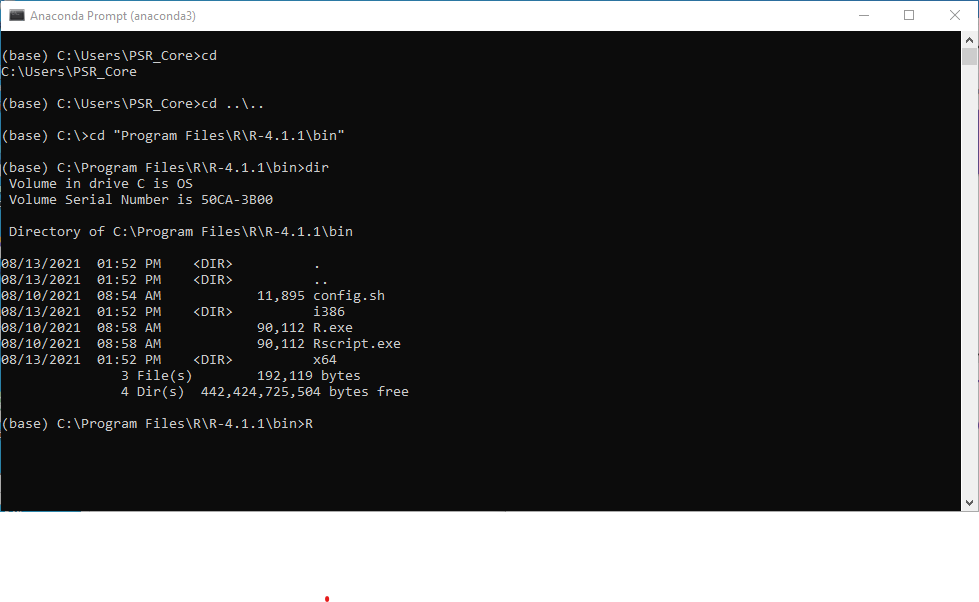 Anaconda Prompt (anaconda3)
(base) C:\Users\PSR_Core>cd
C:\Users\PSR_Core
(base) C:\Users\PSR_Core>cd ..\..
(base) C:\>cd "Program Files\R\R-4.1.1\bin"
(base) C:\Program Files\R\R-4.1.1\bin>dir
Volume in drive C is OS
Volume Serial Number is 50CA-3B00
Directory of C:\Program Files\R\R-4.1.1\bin
08/13/2021  01:52 PM    <DIR>          .
08/13/2021  01:52 PM    <DIR>          ..
08/10/2021  08:54 AM            11,895 config.sh
08/13/2021  01:52 PM    <DIR>          i386
08/10/2021  08:58 AM            90,112 R.exe
08/10/2021  08:58 AM            90,112 Rscript.exe
08/13/2021  01:52 PM    <DIR>          x64
3 File(s)        192,119 bytes
4 Dir(s)  442,424,725,504 bytes free
(base) C:\Program Files\R\R-4.1.1\bin>R